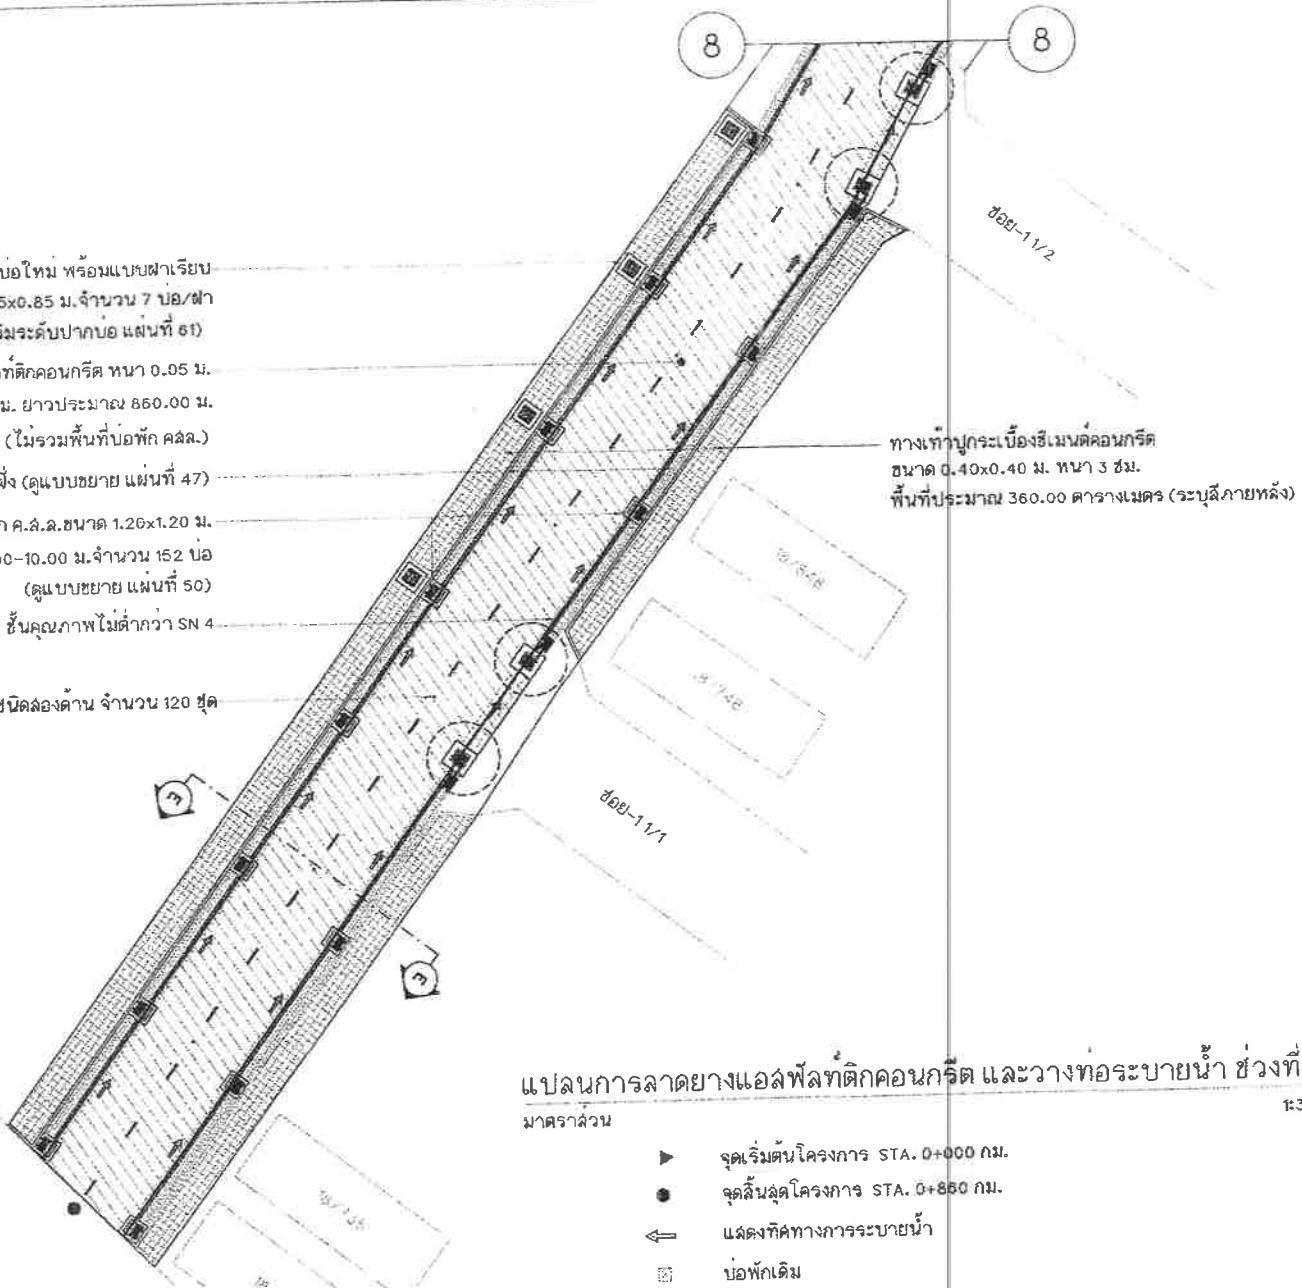 8
8
ซอย-11/2
บ่อใหม่ พร้อมแบบฝาเรียบ
5x0.85 ม.จำนวน 7 บ่อ/ฝา
ริมระดับปากบ่อ แผ่นที่ 61)
ท์ติกคอนกรีต หนา 0.05 ม.
ม. ยาวประมาณ 860.00 ม.
(ไม่รวมพื้นที่บ่อพัก คสล.)
ฝั่ง (ดูแบบขยาย แผ่นที่ 47)
ก ค.ส.ล.ขนาด 1.20x1.20 ม.
00-10.00 ม.จำนวน 152 บ่อ
(ดูแบบขยาย แผ่นที่ 50)
ชั้นคุณภาพไม่ต่ำกว่า SN 4
ชนิดสองด้าน จำนวน 120 ชุด
ทางเท้าปูกระเบื้องซีเมนต์คอนกรีต
ขนาด 0.40x0.40 ม. หนา 3 ซม.
พื้นที่ประมาณ 360.00 ตารางเมตร (ระบุสีภายหลัง)
ซอย-11/1
3
3
แปลนการลาดยางแอสฟัลท์ติกคอนกรีต และวางท่อระบายน้ำ ช่วงที่
มาตราส่วน
1:3
จุดเริ่มต้นโครงการ STA. 0+000 กม.
จุดสิ้นสุดโครงการ STA. 0+860 กม.
แสดงทิศทางการระบายน้ำ
บ่อพักเดิม